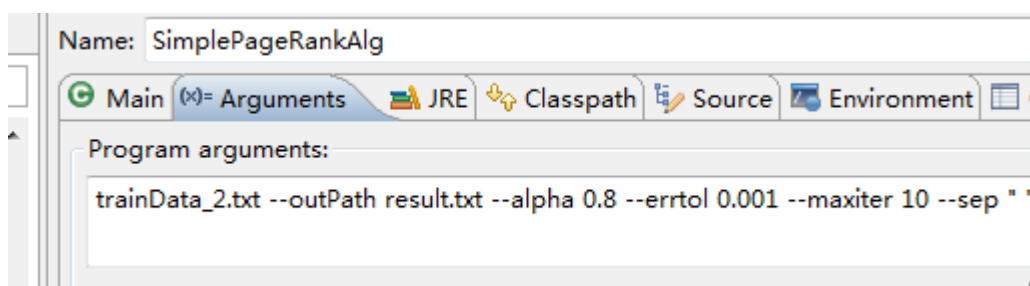 Name: SimplePageRankAlg
Main (x)= Arguments JRE Classpath Source Environment
Program arguments:
trainData_2.txt --outPath result.txt --alpha 0.8 --errtol 0.001 --maxiter 10 --sep " "